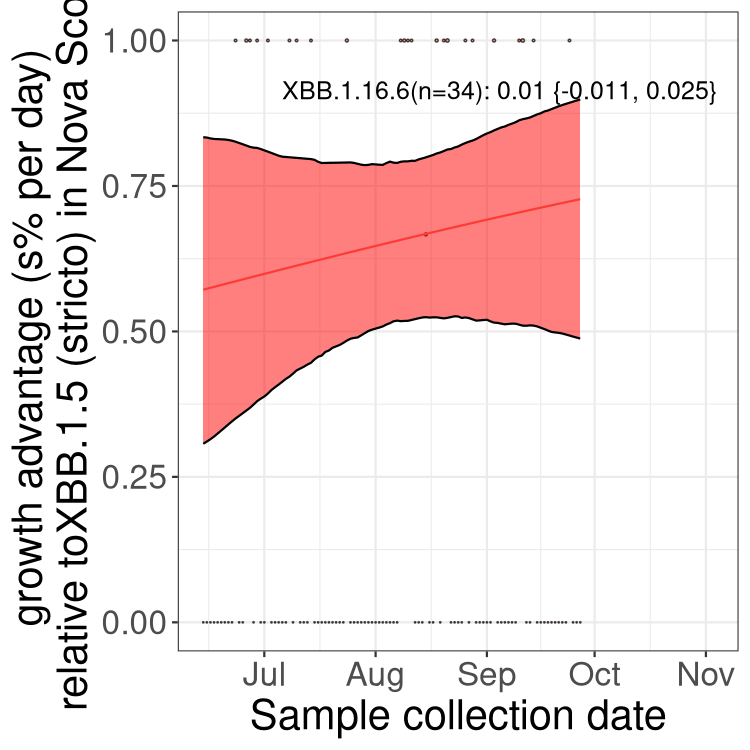 growth advantage (s% per day)
relative toXBB.1.5 (stricto) in Nova Sco
1.00
0.75
0.50
0.25
0.00
XBB.1.16.6(n=34): 0.01 {-0.011, 0.025}
Jul Aug Sep Oct Nov
Sample collection date